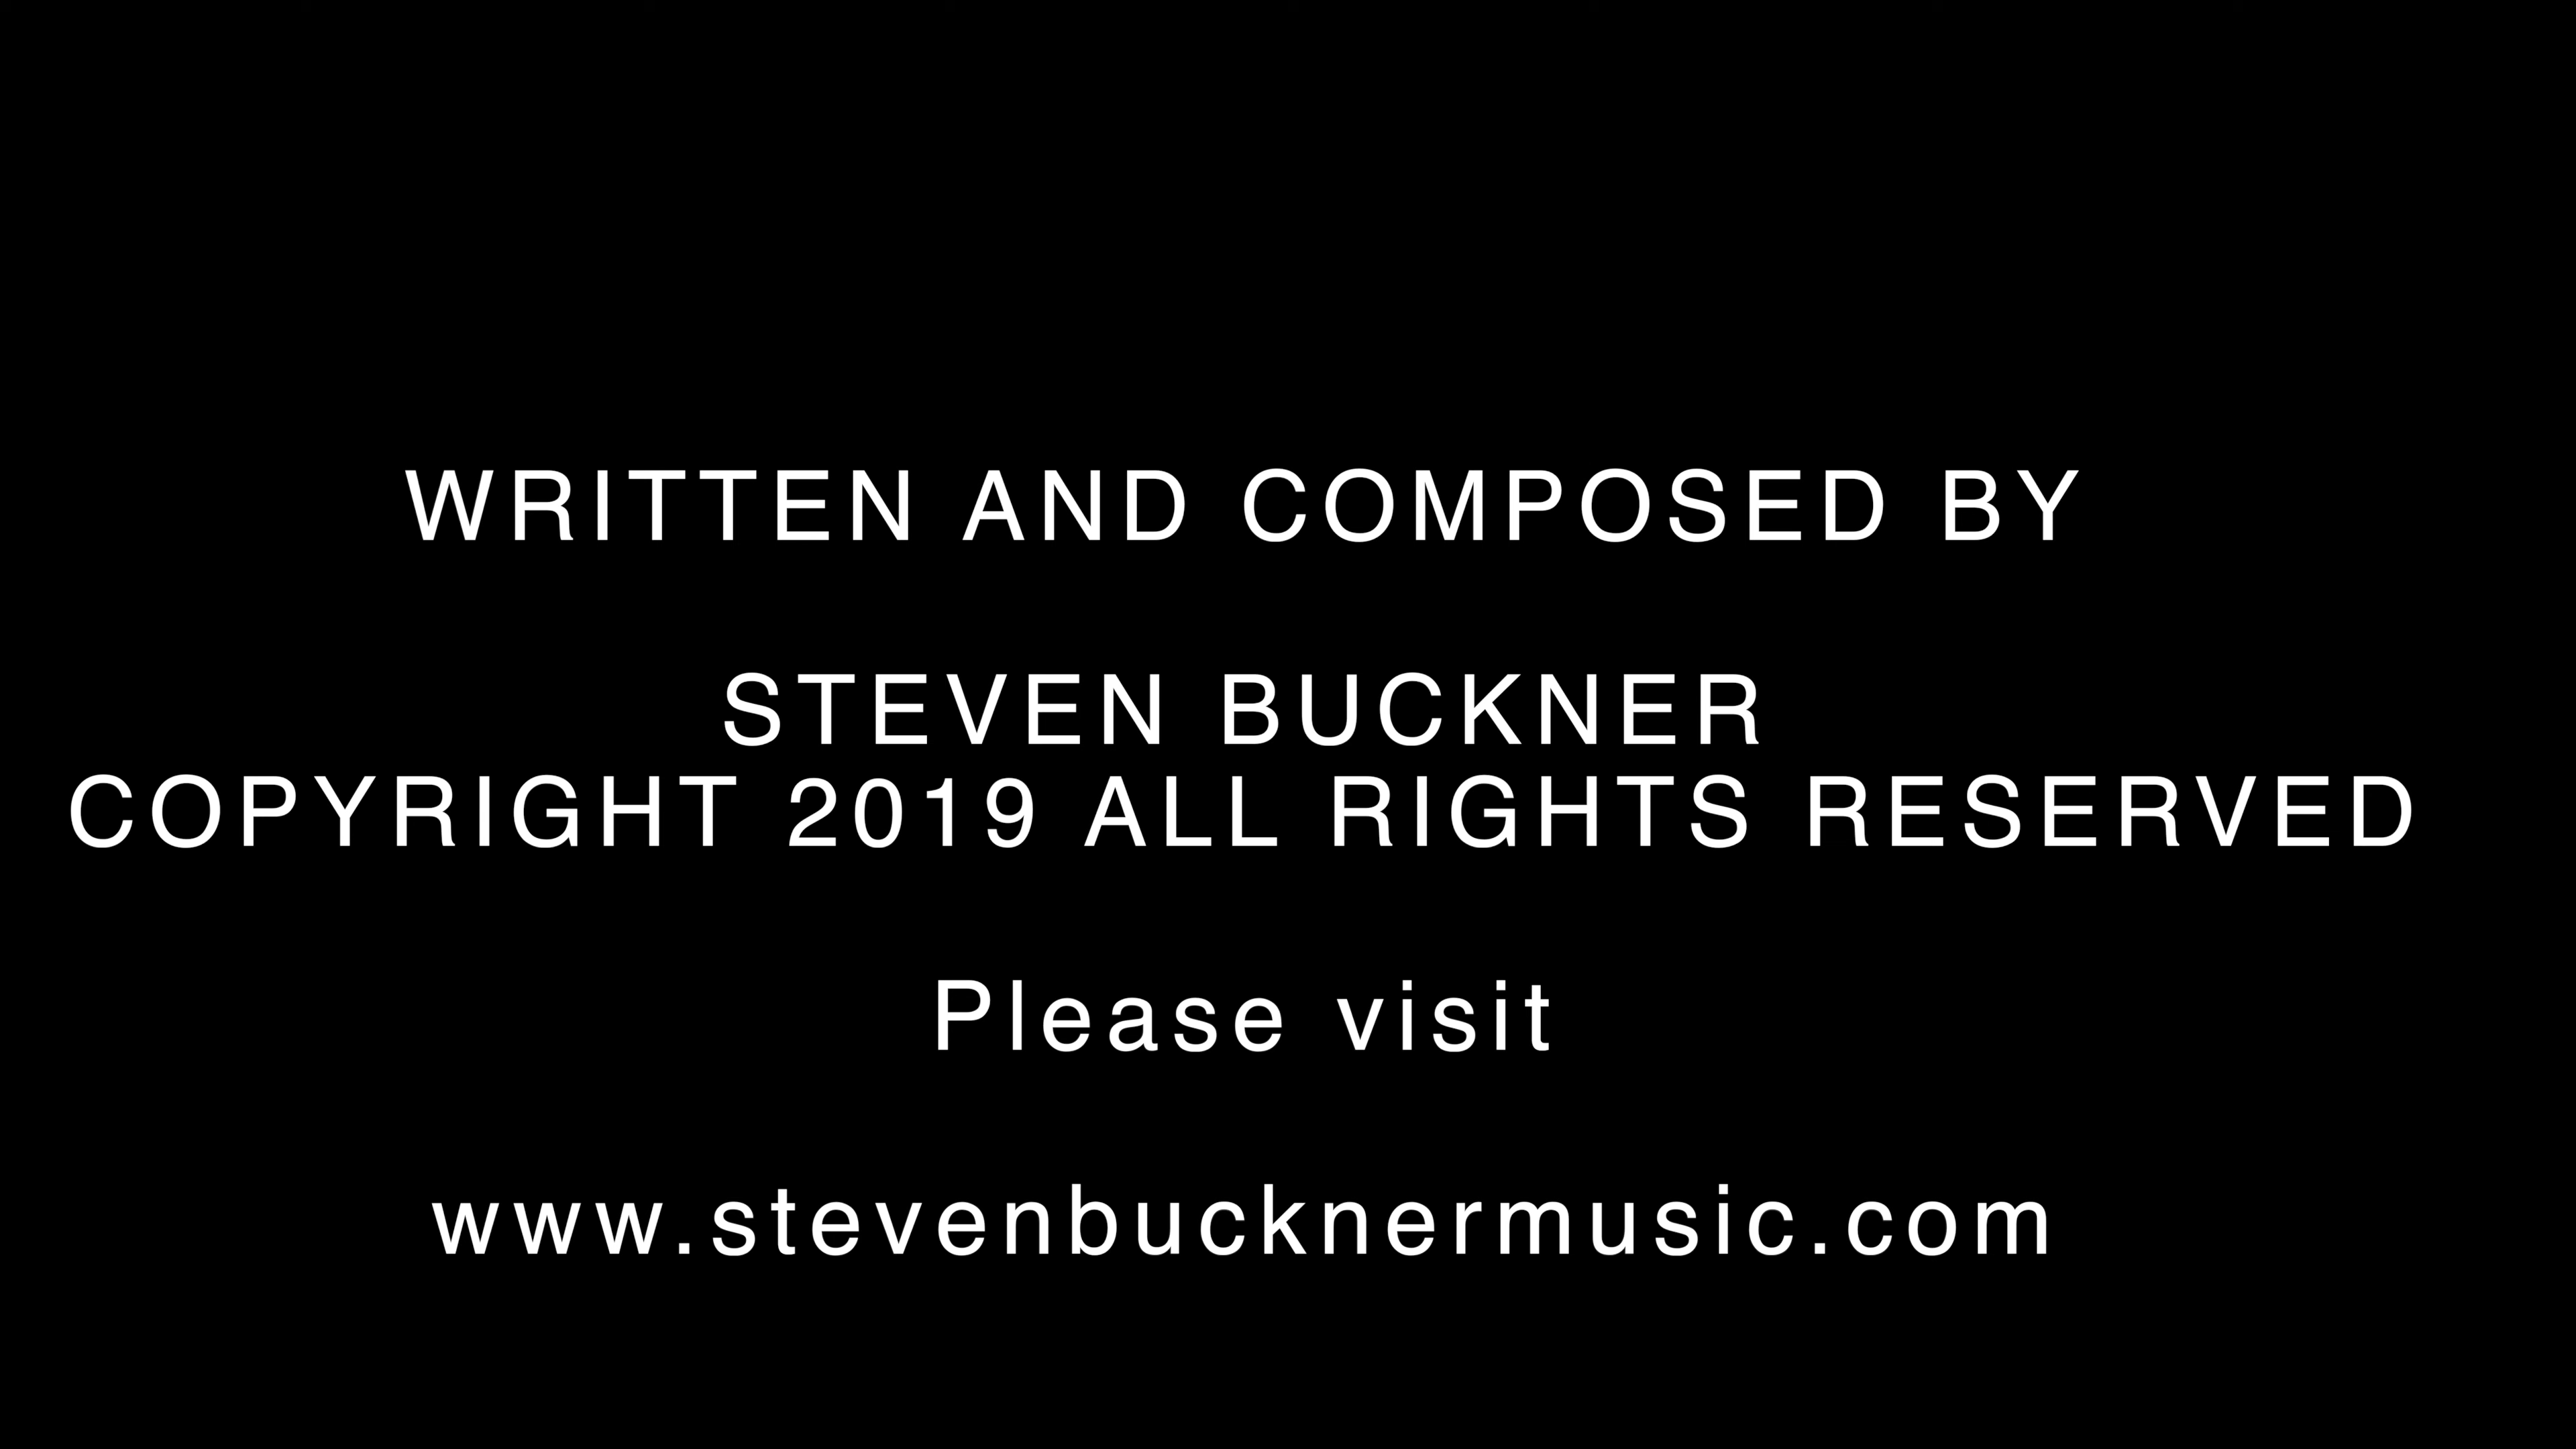 WRITTEN AND COMPOSED BY
STEVEN BUCKNER
COPYRIGHT 2019 ALL RIGHTS RESERVED
Please visit
www.stevenbucknermusic.com